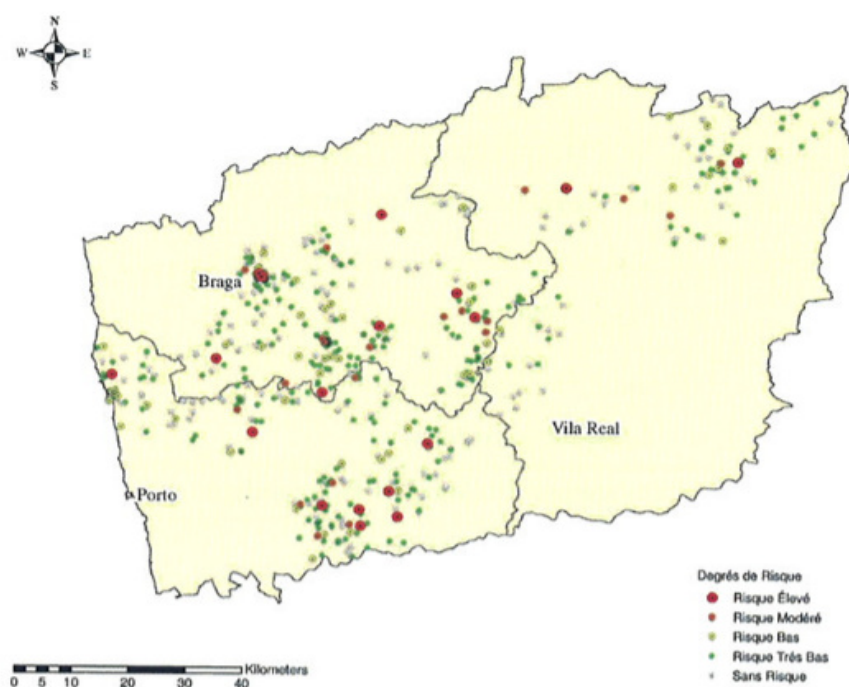 N
W E
S
Braga
Vila Real
Porto
Degrés de Risque
Risque Élevé
Risque Modéré
Risque Bas
Risque Trés Bas
Sans Risque
Kilometers
0 5 10 20 30 40